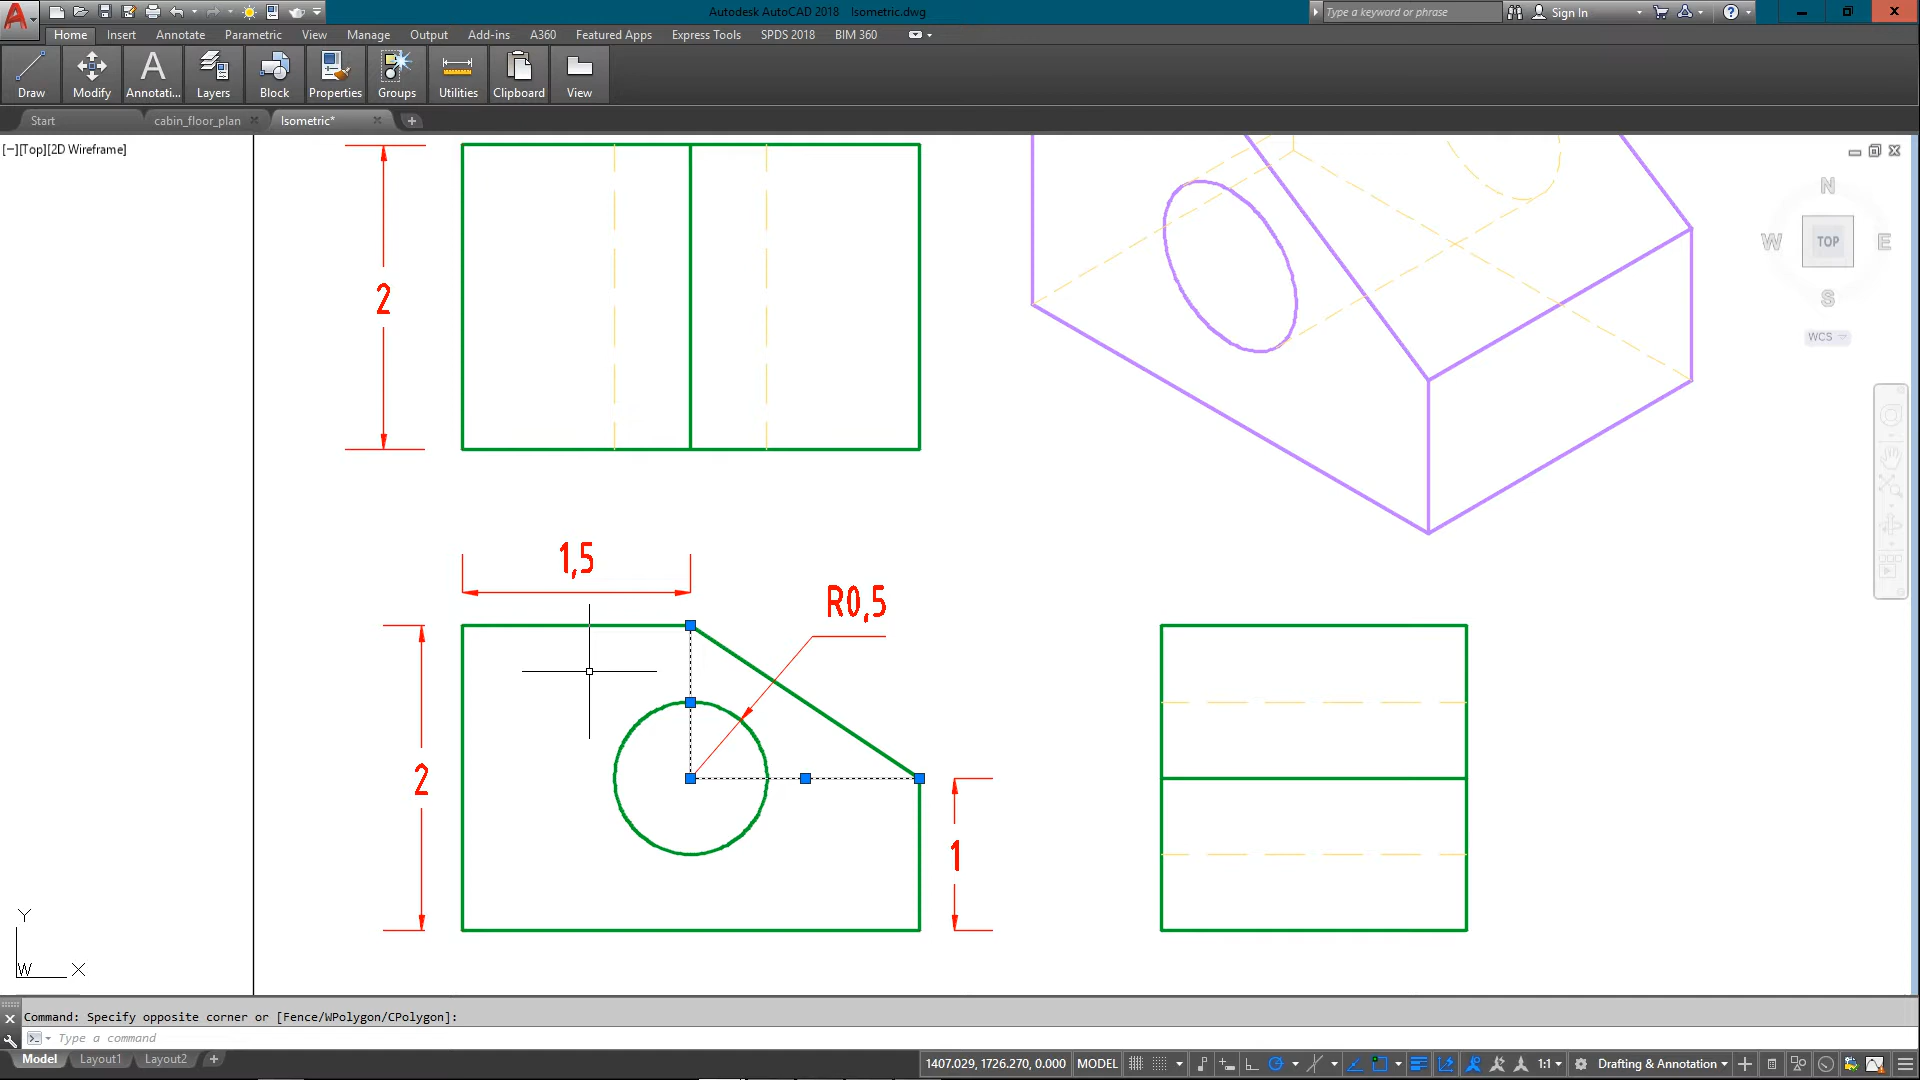 Autodesk AutoCAD 2018 Isometric.dwg
Type a keyword or phrase
Sign In
Home Insert Annotate Parametric View Manage Output Add-ins A360 Featured Apps Express Tools SPDS 2018 BIM 360
Draw Modify Annotati... Layers Block Properties Groups Utilities Clipboard View
Start cabin_floor_plan Isometric*
[−][Top][2D Wireframe]
N
W TOP E
S
WCS
2
1,5
R0,5
2
1
Y
W X
Command: Specify opposite corner or [Fence/WPolygon/CPolygon]:
Type a command
Model Layout1 Layout2
1407.029, 1726.270, 0.000 MODEL 1:1 Drafting & Annotation